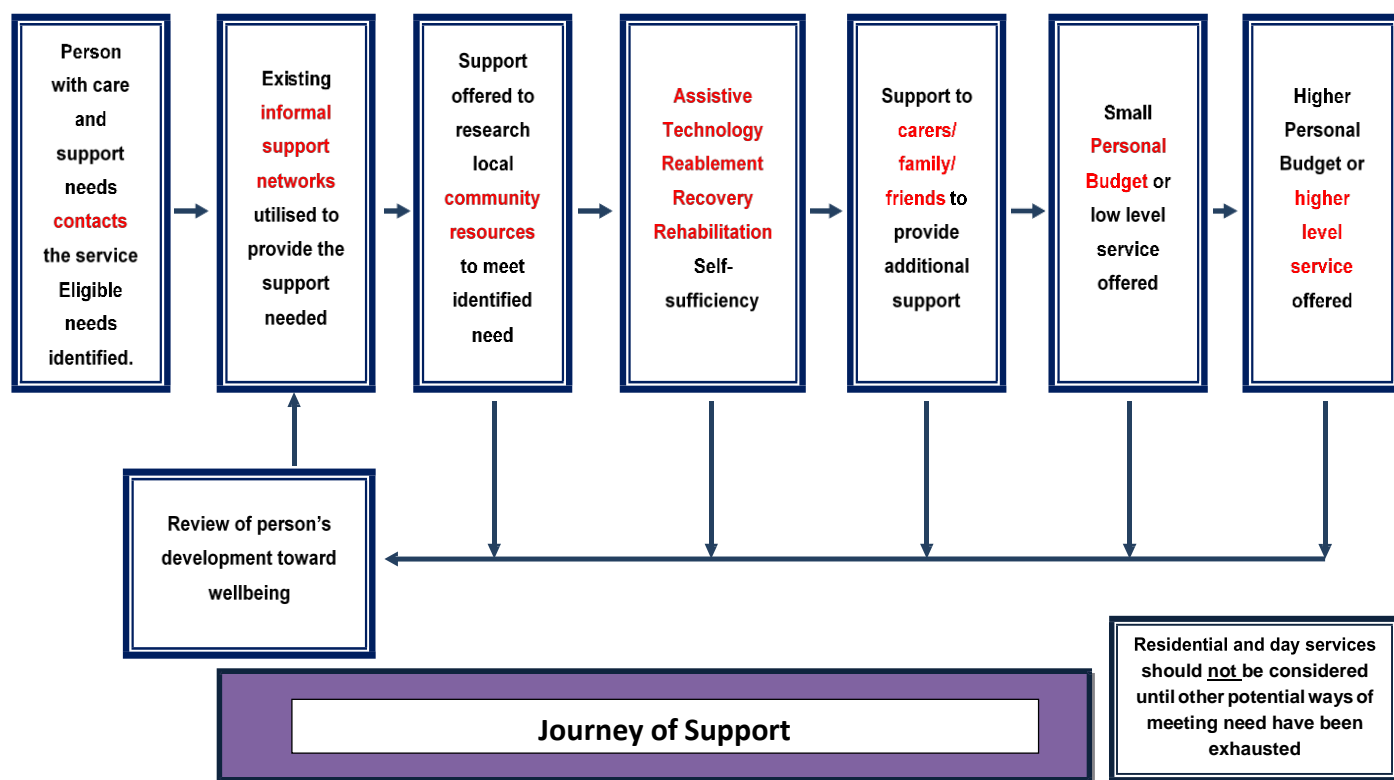 Person
with care
and
support
needs
contacts
the service
Eligible
needs
identified.
Existing
informal
support
networks
utilised to
provide the
support
needed
Support
offered to
research
local
community
resources
to meet
identified
need
Assistive
Technology
Reablement
Recovery
Rehabilitation
Self-
sufficiency
Support to
carers/
family/
friends to
provide
additional
support
Small
Personal
Budget or
low level
service
offered
Higher
Personal
Budget or
higher
level
service
offered
Review of person's
development toward
wellbeing
Journey of Support
Residential and day services
should not be considered
until other potential ways of
meeting need have been
exhausted